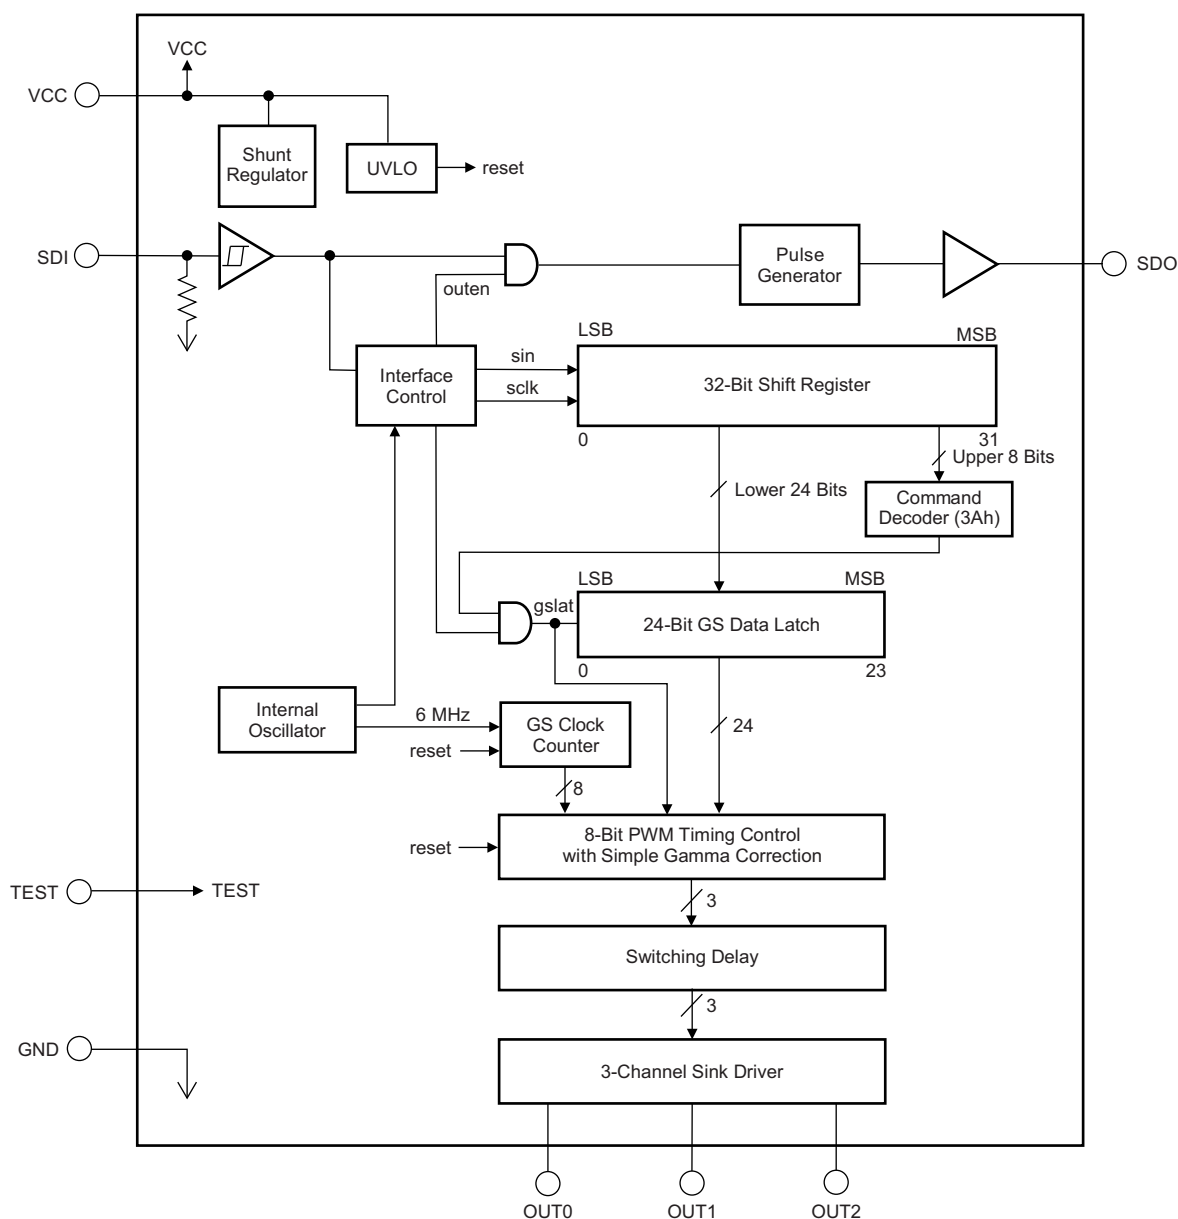 VCC
VCC
Shunt
Regulator
UVLO
reset
SDI
outen
Pulse
Generator
SDO
LSB
MSB
Interface
Control
sin
sclk
32-Bit Shift Register
0
31
Upper 8 Bits
Lower 24 Bits
Command
Decoder (3Ah)
LSB
MSB
gslat
24-Bit GS Data Latch
0
23
Internal
Oscillator
6 MHz
reset
GS Clock
Counter
24
8
reset
8-Bit PWM Timing Control
with Simple Gamma Correction
TEST
TEST
3
Switching Delay
3
GND
3-Channel Sink Driver
OUT0
OUT1
OUT2